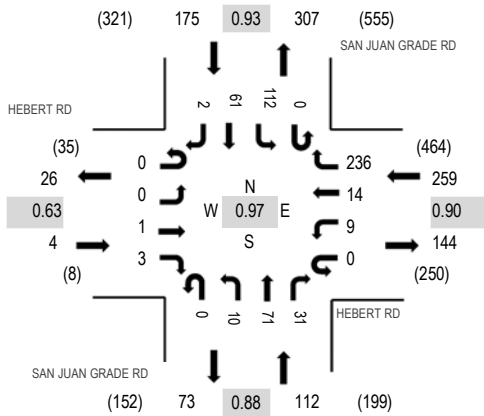 (321) 175 0.93 307 (555)
SAN JUAN GRADE RD
HEBERT RD
2 61 112 0
(35)
0
236
(464)
26
0
N
14
259
0.63
W 0.97 E
0.90
1
S
9
4
3
0
144
(8)
(250)
0 10 71 31
HEBERT RD
SAN JUAN GRADE RD
(152) 73 0.88 112 (199)